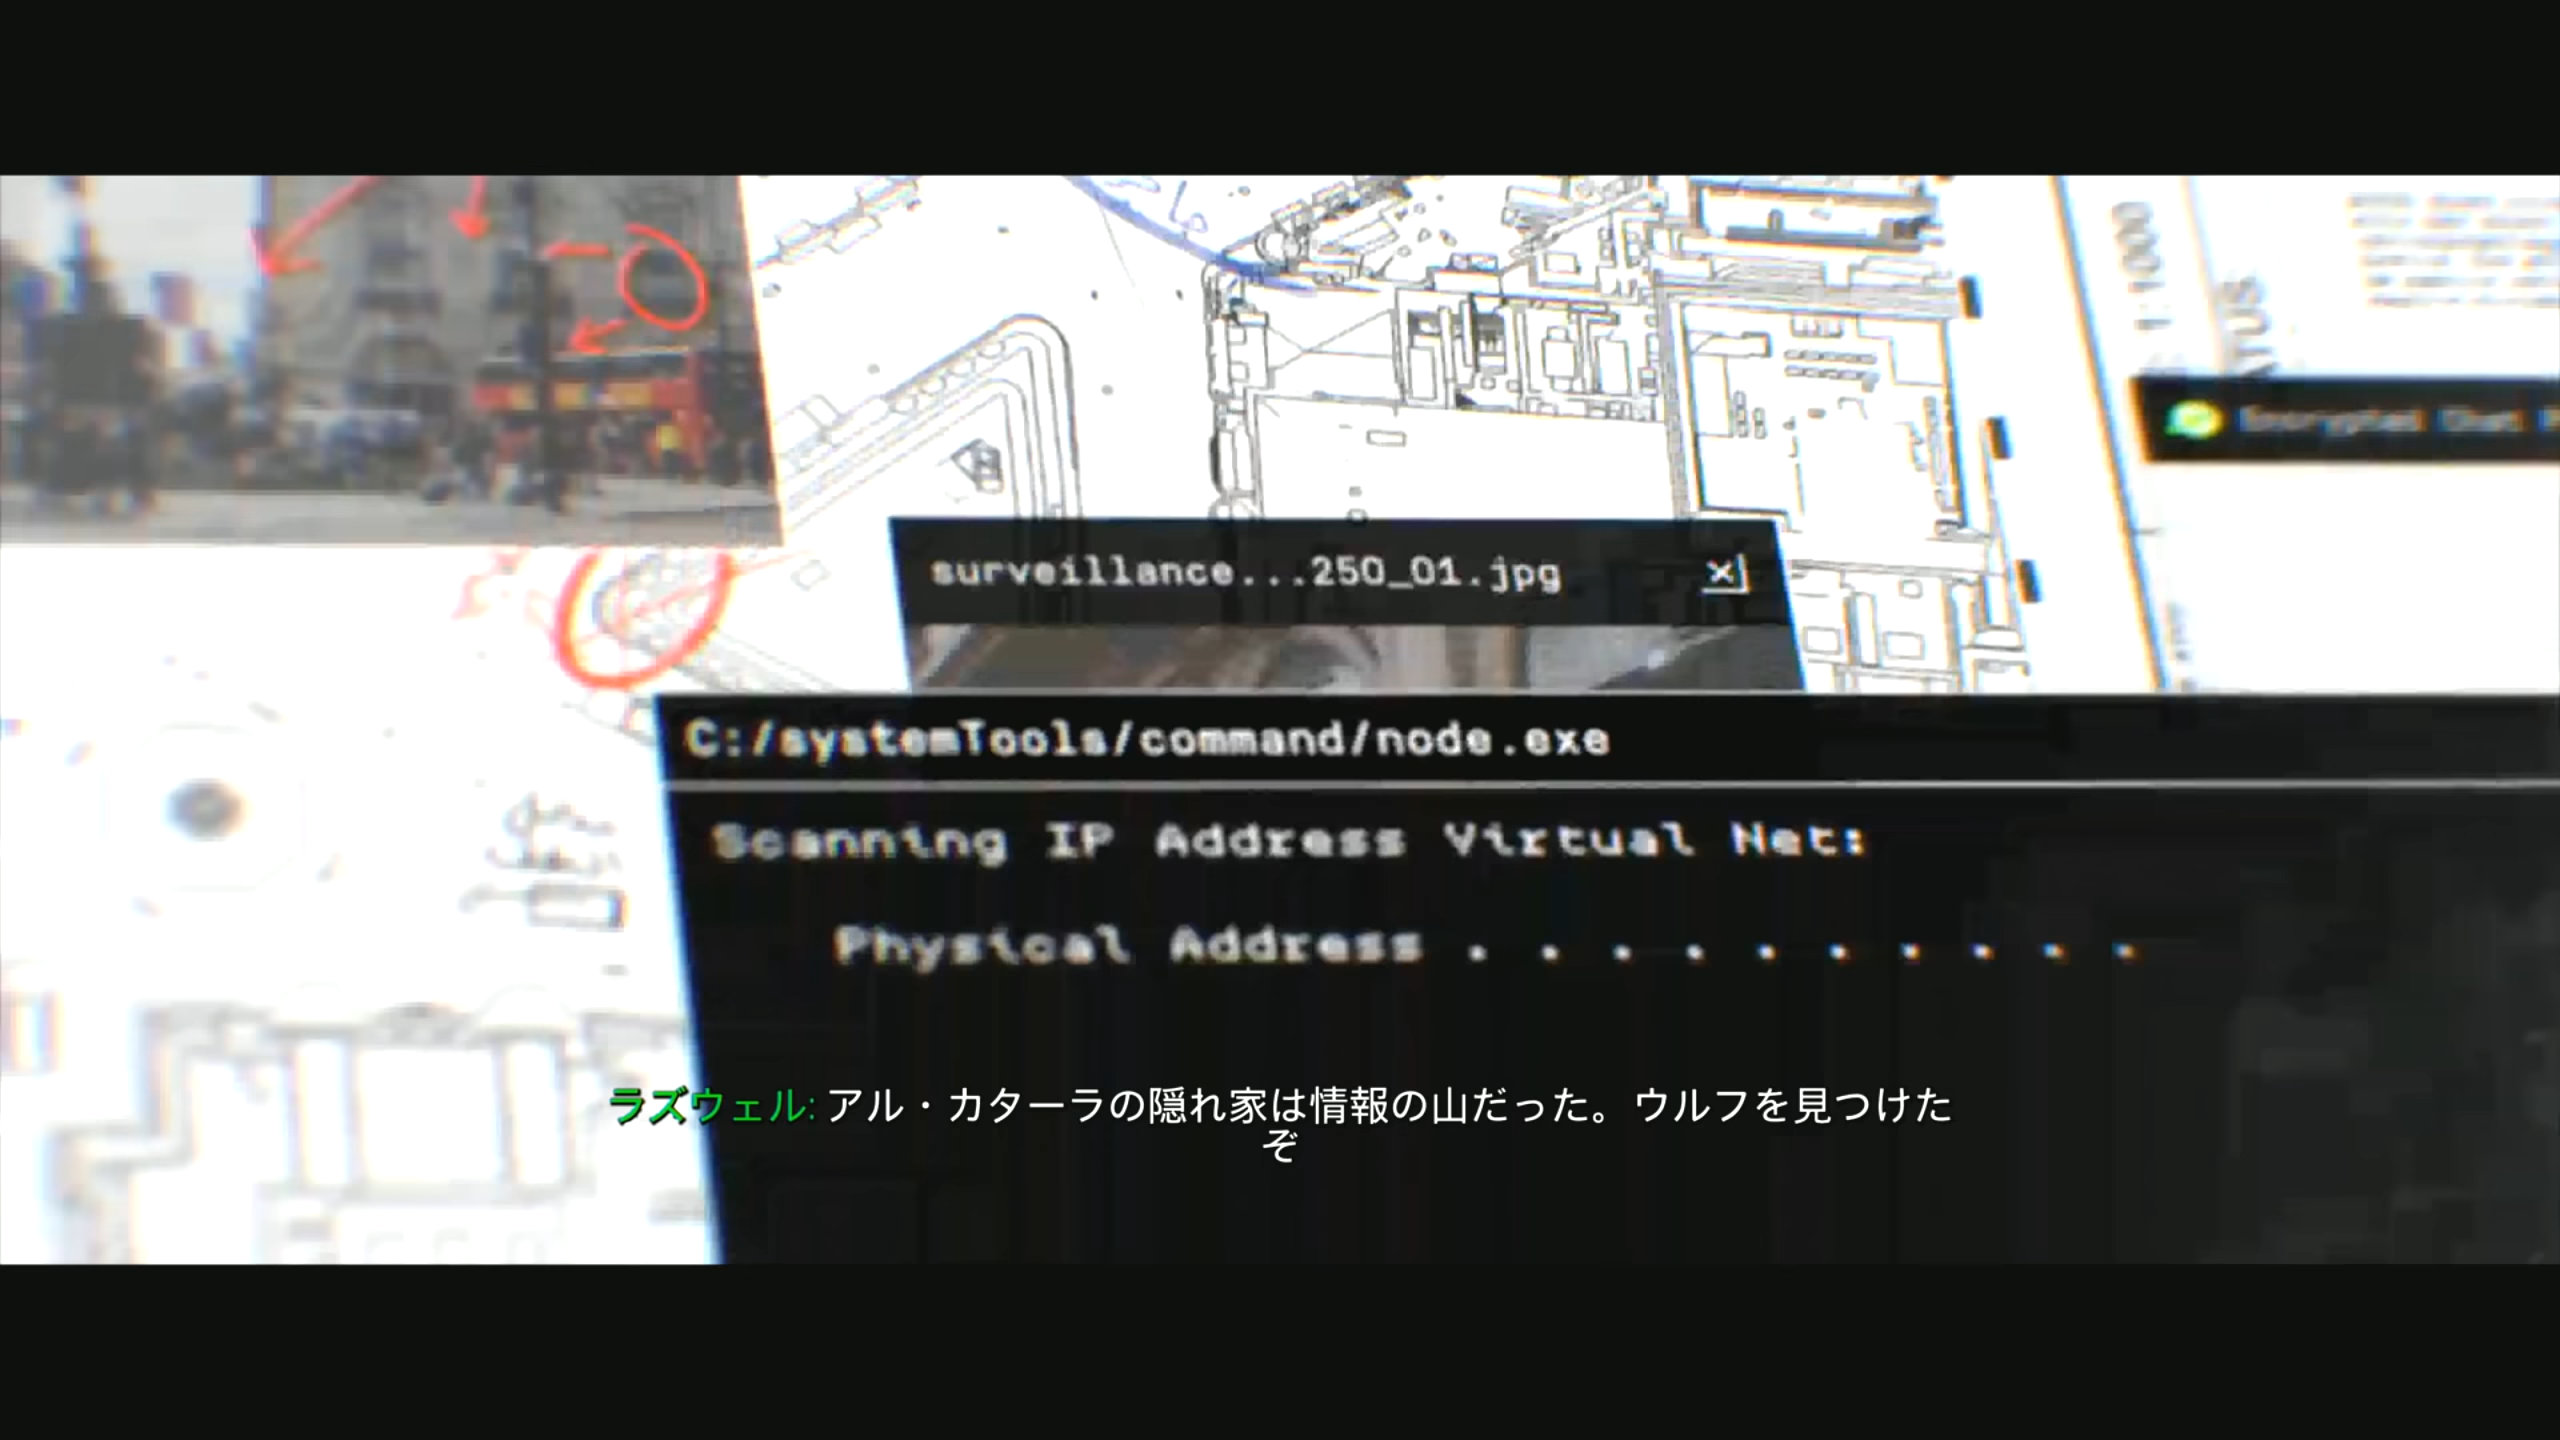 surveillance...250_01.jpg
C:/systemTools/command/node.exe
Scanning IP Address Virtual Net:
Physical Address . . . . . . . . . .
ラズウェル: アル・カターラの隠れ家は情報の山だった。ウルフを見つけた
ぞ